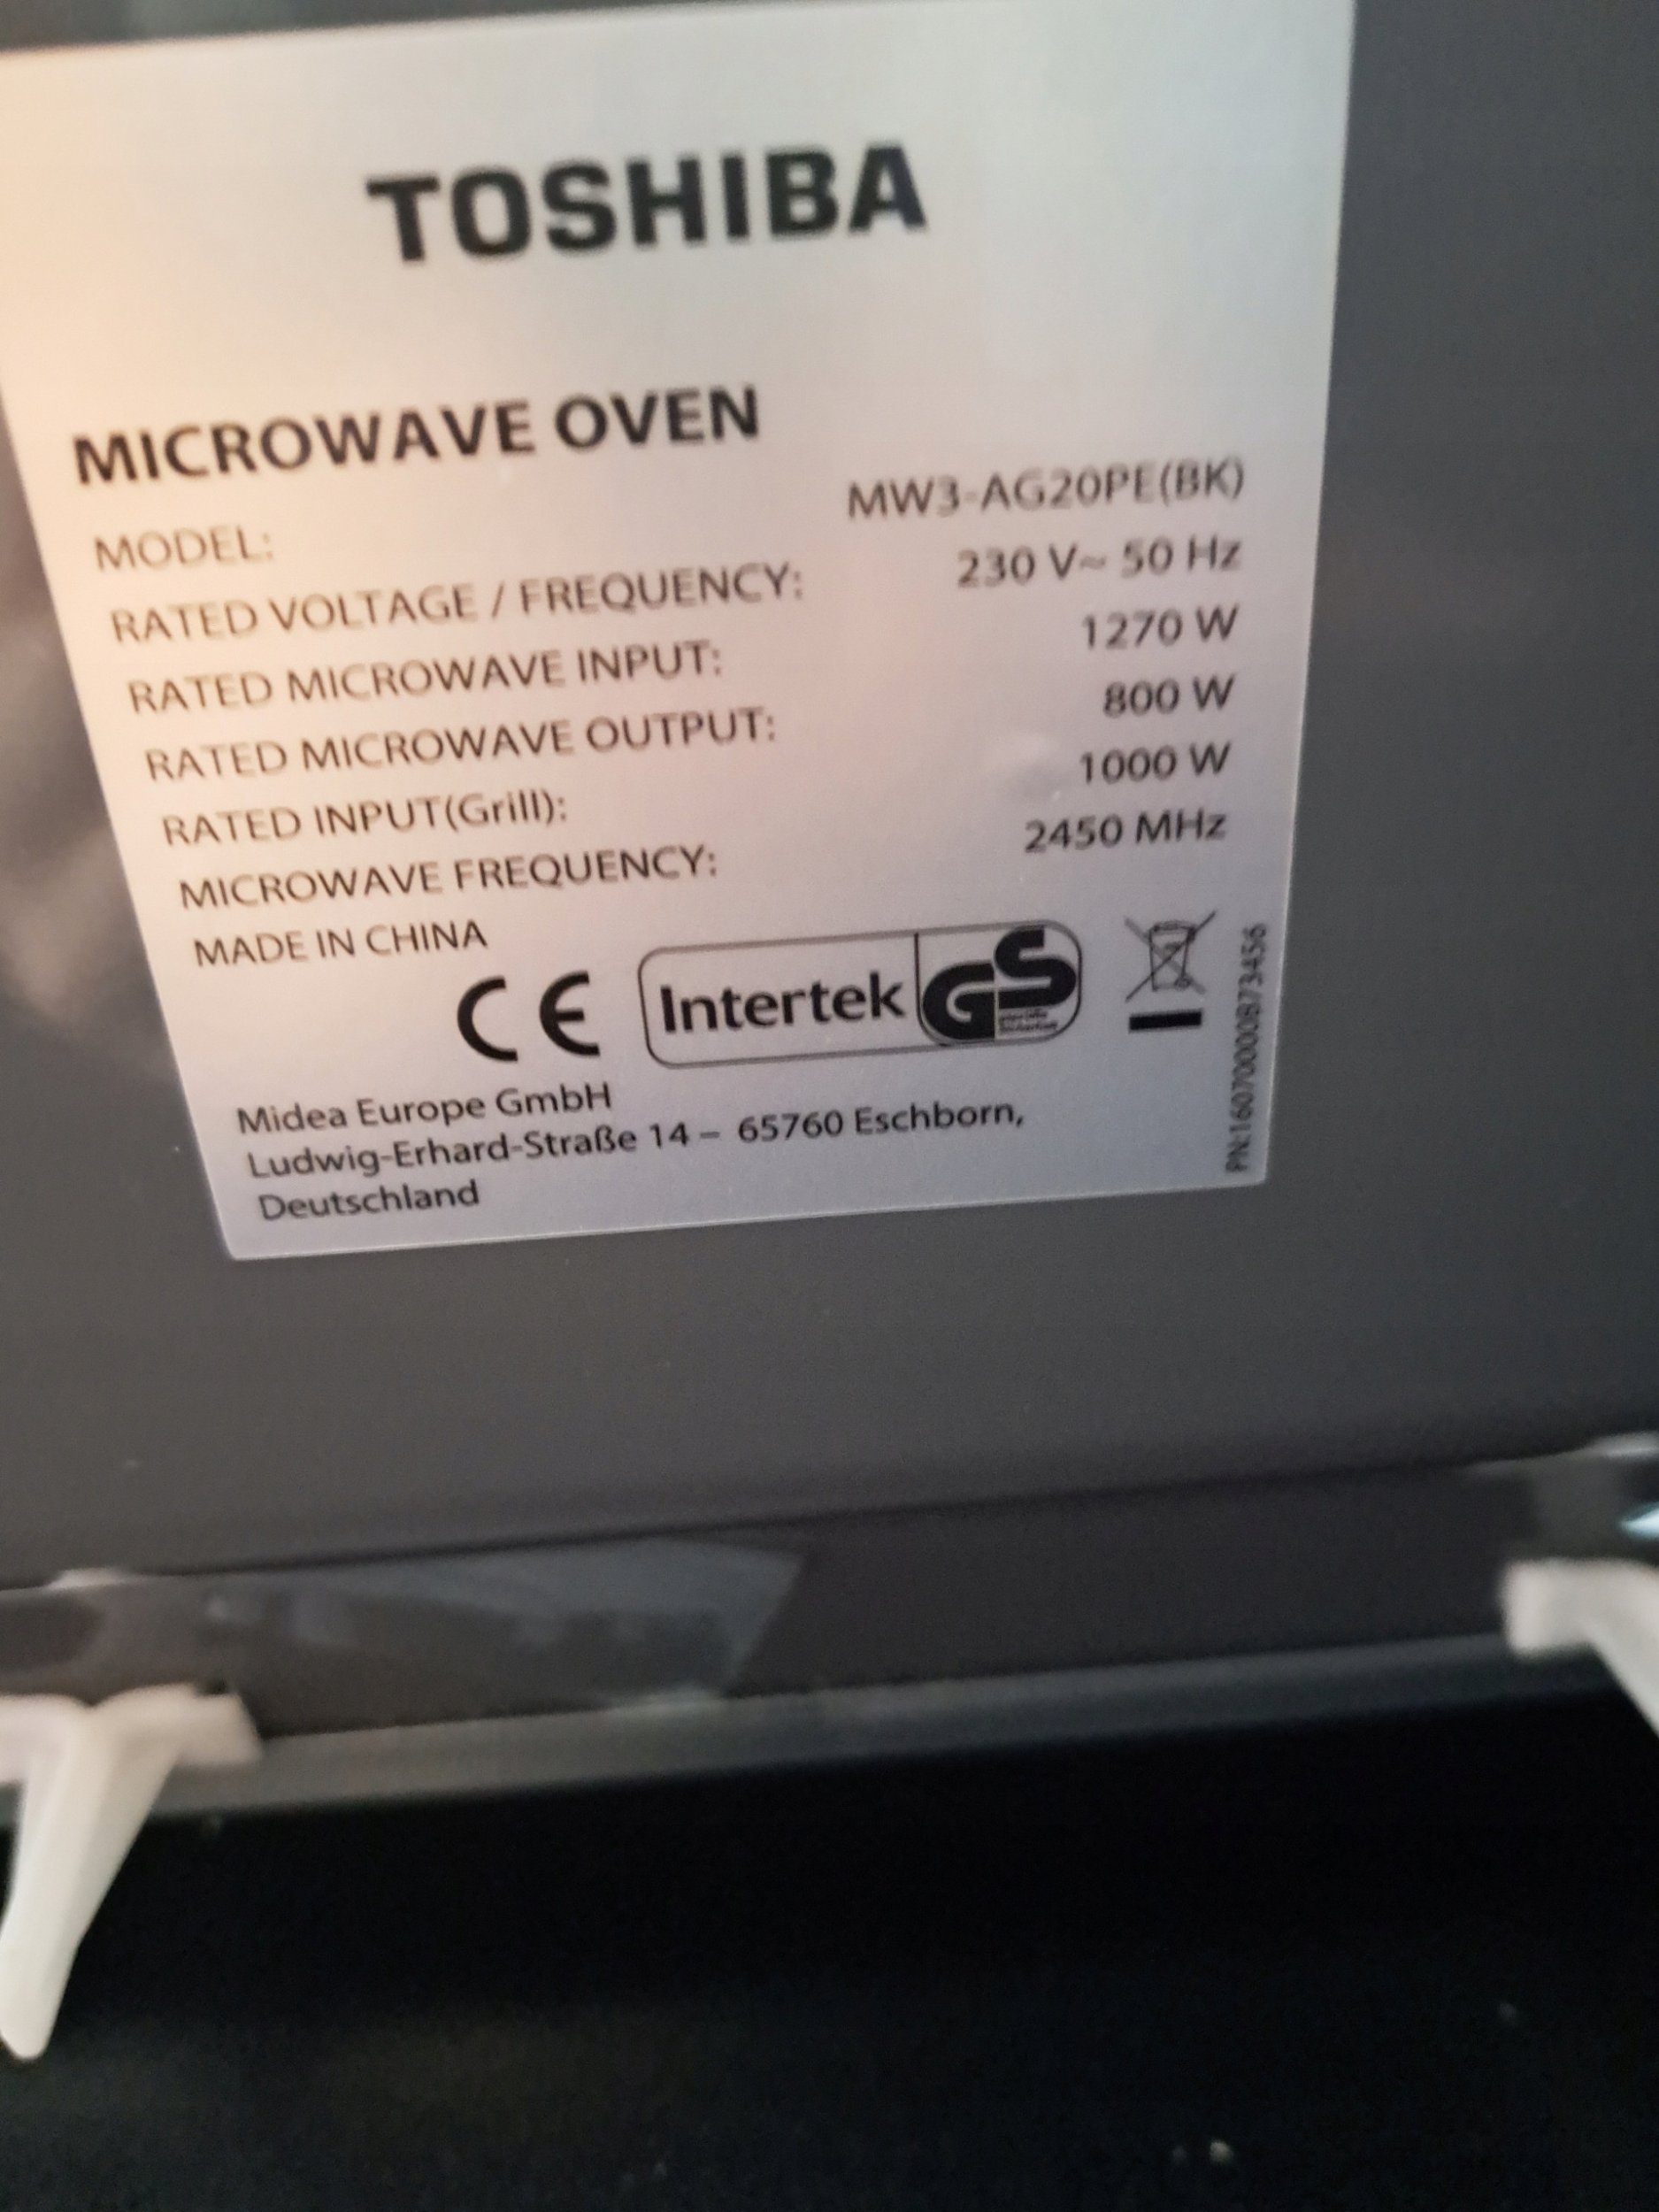 TOSHIBA
MICROWAVE OVEN
MODEL: MW3-AG20PE(BK)
RATED VOLTAGE / FREQUENCY: 230 V~ 50 Hz
RATED MICROWAVE INPUT: 1270 W
RATED MICROWAVE OUTPUT: 800 W
RATED INPUT(Grill): 1000 W
MICROWAVE FREQUENCY: 2450 MHz
MADE IN CHINA
CE Intertek GS
geprüfte
Sicherheit
Midea Europe GmbH
Ludwig-Erhard-Straße 14 – 65760 Eschborn,
Deutschland